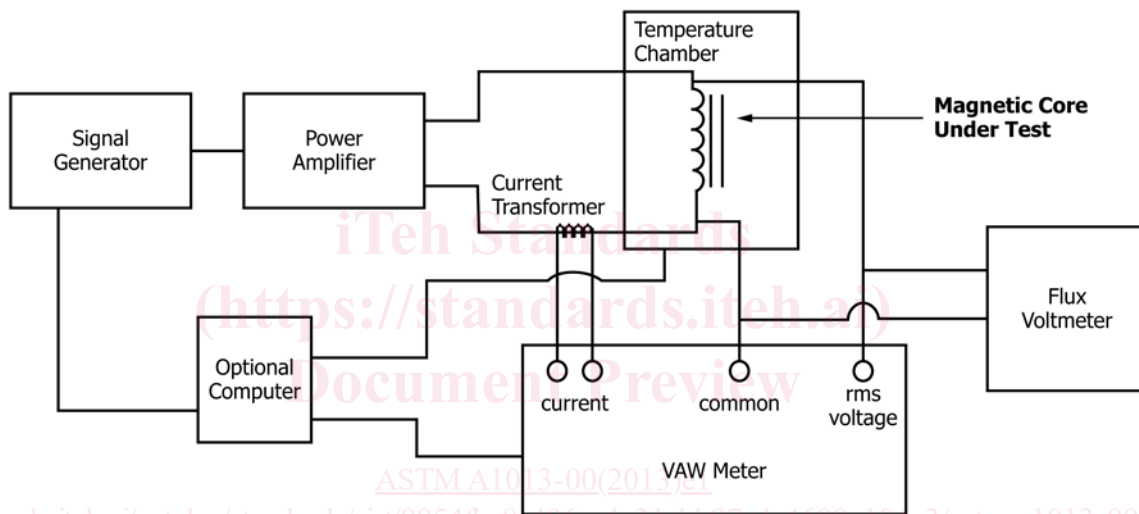 Temperature
Chamber
Signal
Generator
Power
Amplifier
Magnetic Core
Under Test
Current
Transformer
iTeh Standards
(https://standards.iteh.ai)
Document Preview
Flux
Voltmeter
Optional
Computer
current
common
rms
voltage
VAW Meter
ASTM A1013-00(2013)e1